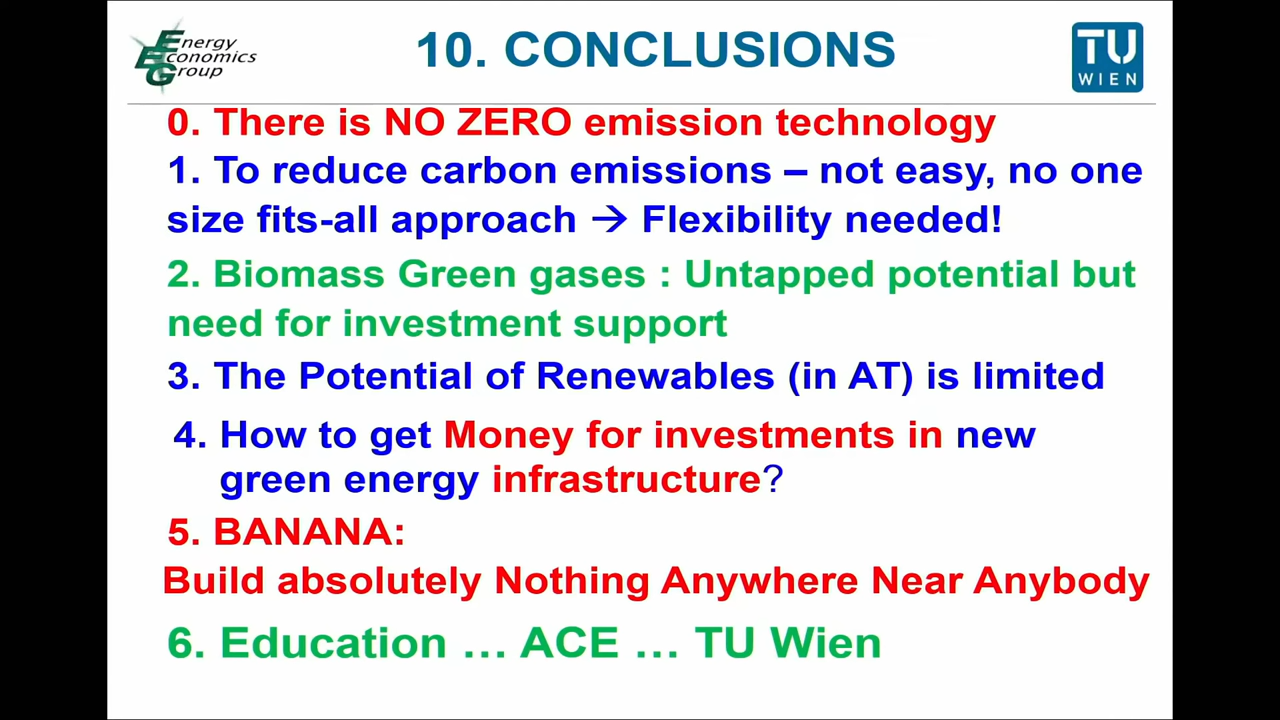 Energy
Economics
Group
10. CONCLUSIONS
TU
WIEN
0. There is NO ZERO emission technology
1. To reduce carbon emissions – not easy, no one
size fits-all approach → Flexibility needed!
2. Biomass Green gases : Untapped potential but
need for investment support
3. The Potential of Renewables (in AT) is limited
4. How to get Money for investments in new
green energy infrastructure?
5. BANANA:
Build absolutely Nothing Anywhere Near Anybody
6. Education … ACE … TU Wien